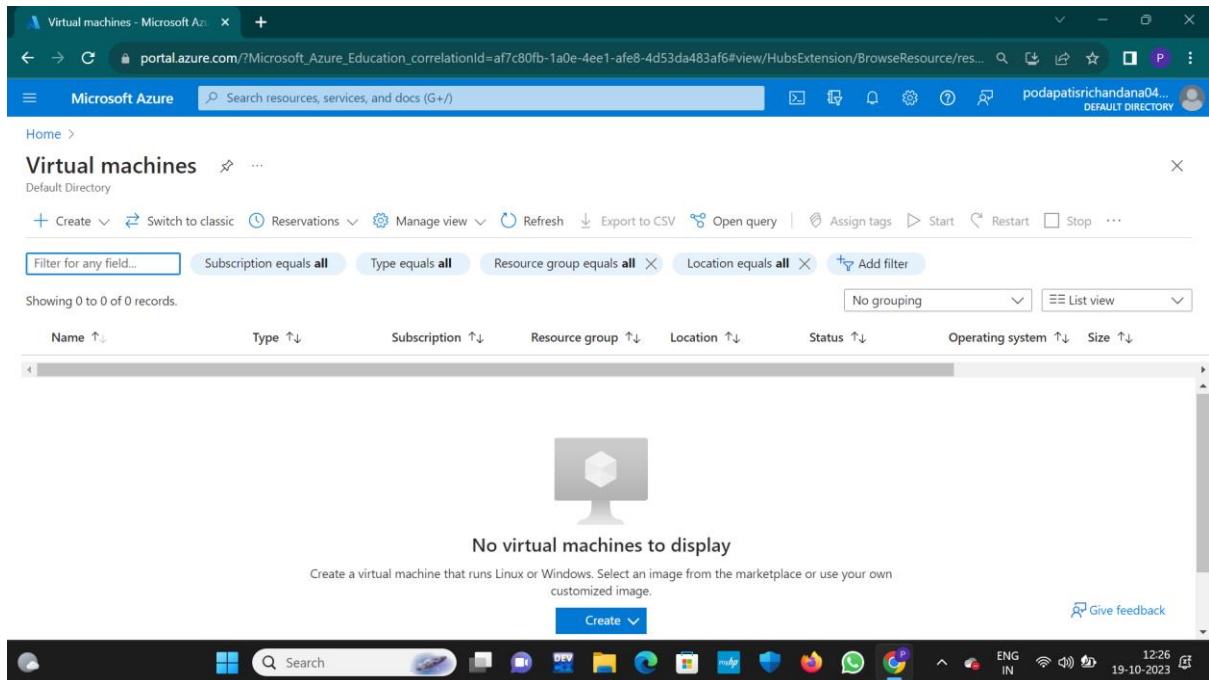 Virtual machines - Microsoft Az
portal.azure.com/?Microsoft_Azure_Education_correlationId=af7c80fb-1a0e-4ee1-afe8-4d53da483af6#view/HubsExtension/BrowseResource/res...
P
Microsoft Azure
Search resources, services, and docs (G+/)
podapatisrichandana04...
DEFAULT DIRECTORY
Home >
Virtual machines
Default Directory
Create Switch to classic Reservations Manage view Refresh Export to CSV Open query Assign tags Start Restart Stop
Filter for any field... Subscription equals all Type equals all Resource group equals all Location equals all Add filter
Showing 0 to 0 of 0 records. No grouping List view
Name Type Subscription Resource group Location Status Operating system Size
No virtual machines to display
Create a virtual machine that runs Linux or Windows. Select an image from the marketplace or use your own
customized image.
Create
Give feedback
Search DEV ENG
IN
12:26
19-10-2023